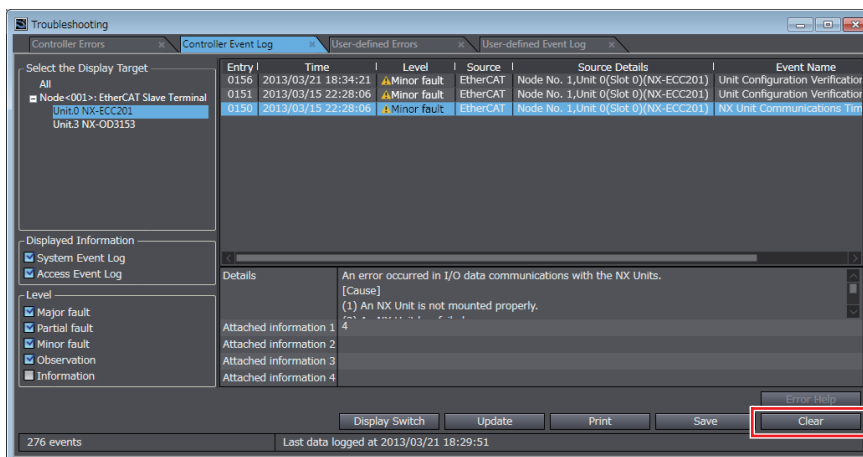 Troubleshooting
Controller Errors x Controller Event Log x User-defined Errors x User-defined Event Log x
Select the Display Target
All
Node<001>: EtherCAT Slave Terminal
Unit.0 NX-ECC201
Unit.3 NX-OD3153
Entry Time Level Source Source Details Event Name
0156 2013/03/21 18:34:21 Minor fault EtherCAT Node No. 1,Unit 0(Slot 0)(NX-ECC201) Unit Configuration Verification
0151 2013/03/15 22:28:06 Minor fault EtherCAT Node No. 1,Unit 0(Slot 0)(NX-ECC201) Unit Configuration Verification
0150 2013/03/15 22:28:06 Minor fault EtherCAT Node No. 1,Unit 0(Slot 0)(NX-ECC201) NX Unit Communications Tim
Displayed Information
System Event Log
Access Event Log
Level
Major fault
Partial fault
Minor fault
Observation
Information
Details An error occurred in I/O data communications with the NX Units.
[Cause]
(1) An NX Unit is not mounted properly.
Attached information 1 4
Attached information 2
Attached information 3
Attached information 4
Error Help
Display Switch Update Print Save Clear
276 events Last data logged at 2013/03/21 18:29:51